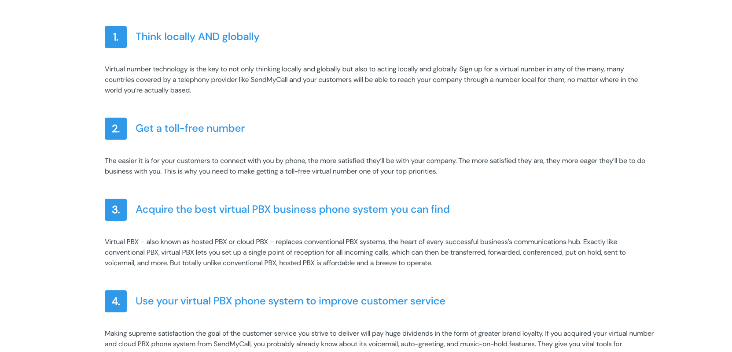 1. Think locally AND globally
Virtual number technology is the key to not only thinking locally and globally but also to acting locally and globally. Sign up for a virtual number in any of the many, many
countries covered by a telephony provider like SendMyCall and your customers will be able to reach your company through a number local for them, no matter where in the
world you're actually based.
2. Get a toll-free number
The easier it is for your customers to connect with you by phone, the more satisfied they'll be with your company. The more satisfied they are, they more eager they'll be to do
business with you. This is why you need to make getting a toll-free virtual number one of your top priorities.
3. Acquire the best virtual PBX business phone system you can find
Virtual PBX – also known as hosted PBX or cloud PBX – replaces conventional PBX systems, the heart of every successful business's communications hub. Exactly like
conventional PBX, virtual PBX lets you set up a single point of reception for all incoming calls, which can then be transferred, forwarded, conferenced, put on hold, sent to
voicemail, and more. But totally unlike conventional PBX, hosted PBX is affordable and a breeze to operate.
4. Use your virtual PBX phone system to improve customer service
Making supreme satisfaction the goal of the customer service you strive to deliver will pay huge dividends in the form of greater brand loyalty. If you acquired your virtual number
and cloud PBX phone system from SendMyCall, you probably already know about its voicemail, auto-greeting, and music-on-hold features. They give you vital tools for